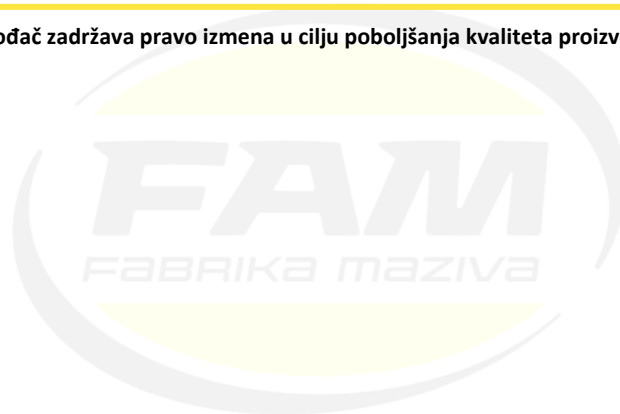 ođač zadržava pravo izmena u cilju poboljšanja kvaliteta proizv
FAM
FaBRIKa maziva